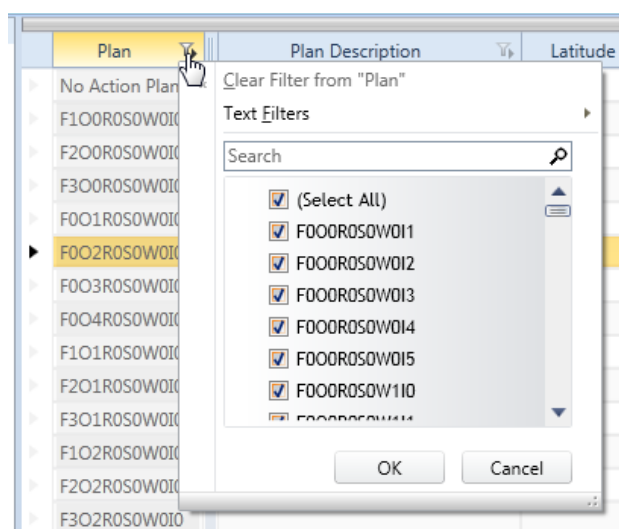 Plan Plan Description Latitude
No Action Plan
Clear Filter from "Plan"
Text Filters
Search
(Select All)
F0O0R0S0W0I1
F0O0R0S0W0I2
F0O0R0S0W0I3
F0O0R0S0W0I4
F0O0R0S0W0I5
F0O0R0S0W1I0
OK Cancel
F1O0R0S0W0I0
F2O0R0S0W0I0
F3O0R0S0W0I0
F0O1R0S0W0I0
F0O2R0S0W0I0
F0O3R0S0W0I0
F0O4R0S0W0I0
F1O1R0S0W0I0
F2O1R0S0W0I0
F3O1R0S0W0I0
F1O2R0S0W0I0
F2O2R0S0W0I0
F3O2R0S0W0I0